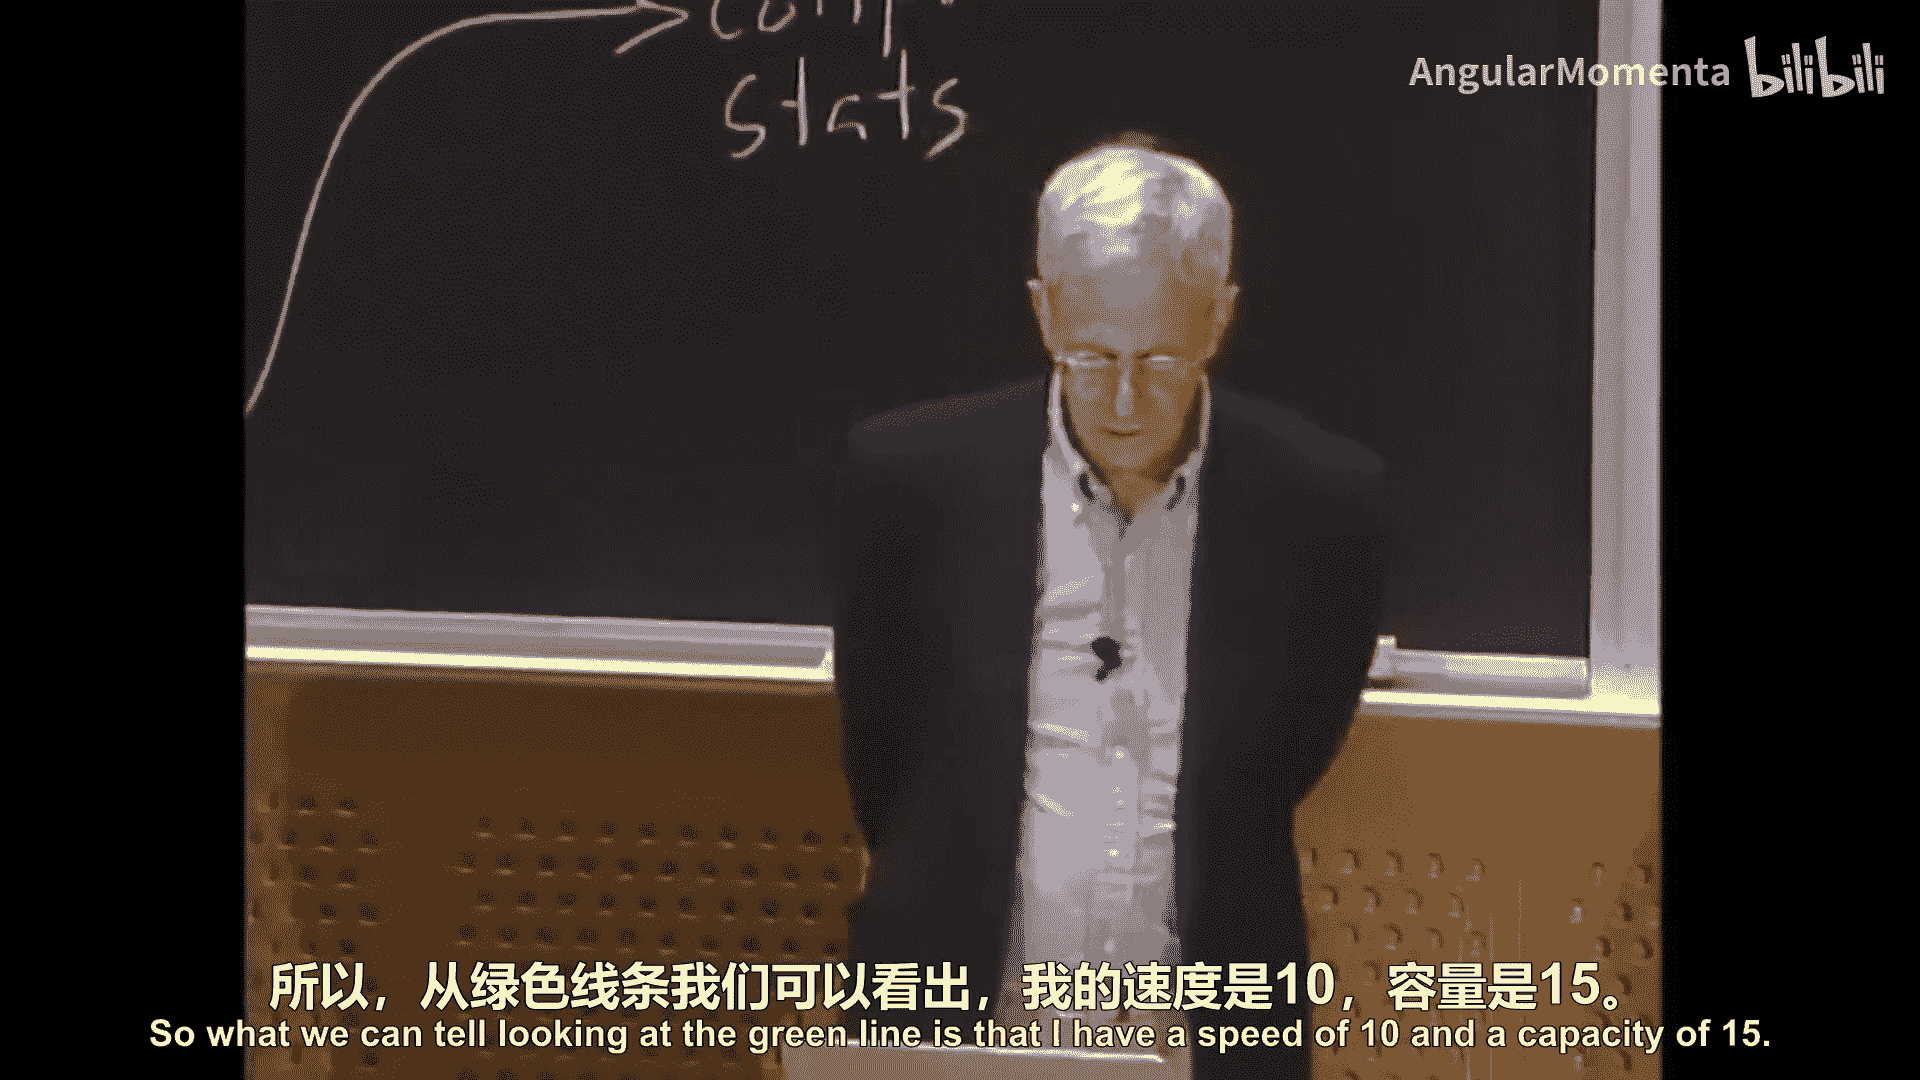 stats
AngularMomenta bilibili
所以，从绿色线条我们可以看出，我的速度是10，容量是15。
So what we can tell looking at the green line is that I have a speed of 10 and a capacity of 15.